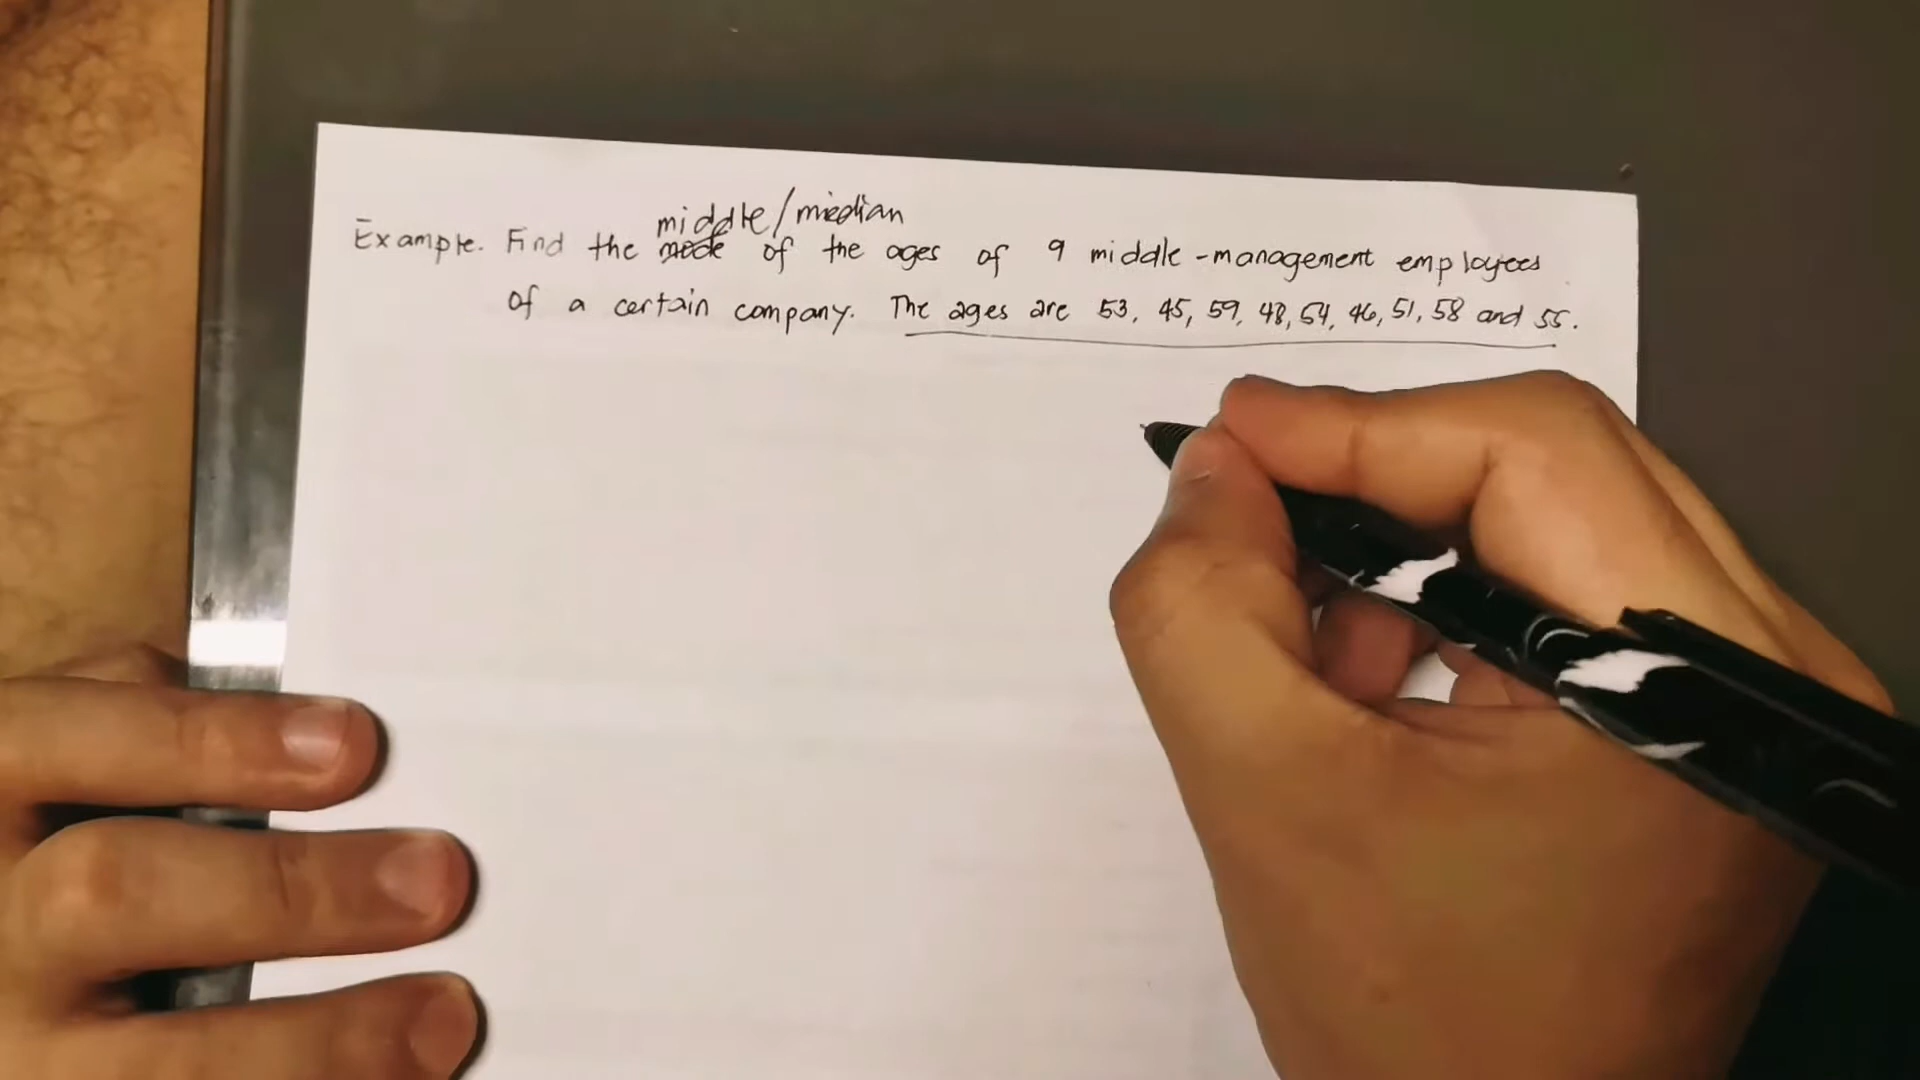 middle/median
Example. Find the mode of the ages of 9 middle-management employees
of a certain company. The ages are 53, 45, 59, 48, 54, 46, 51, 58 and 55.